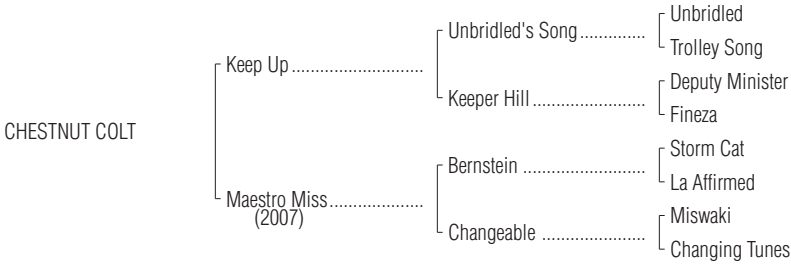 Unbridled
Unbridled's Song..............
Trolley Song
Keep Up............................
Deputy Minister
Keeper Hill........................
Fineza
CHESTNUT COLT
Storm Cat
Bernstein ..........................
La Affirmed
Maestro Miss....................
(2007)
Miswaki
Changeable ......................
Changing Tunes